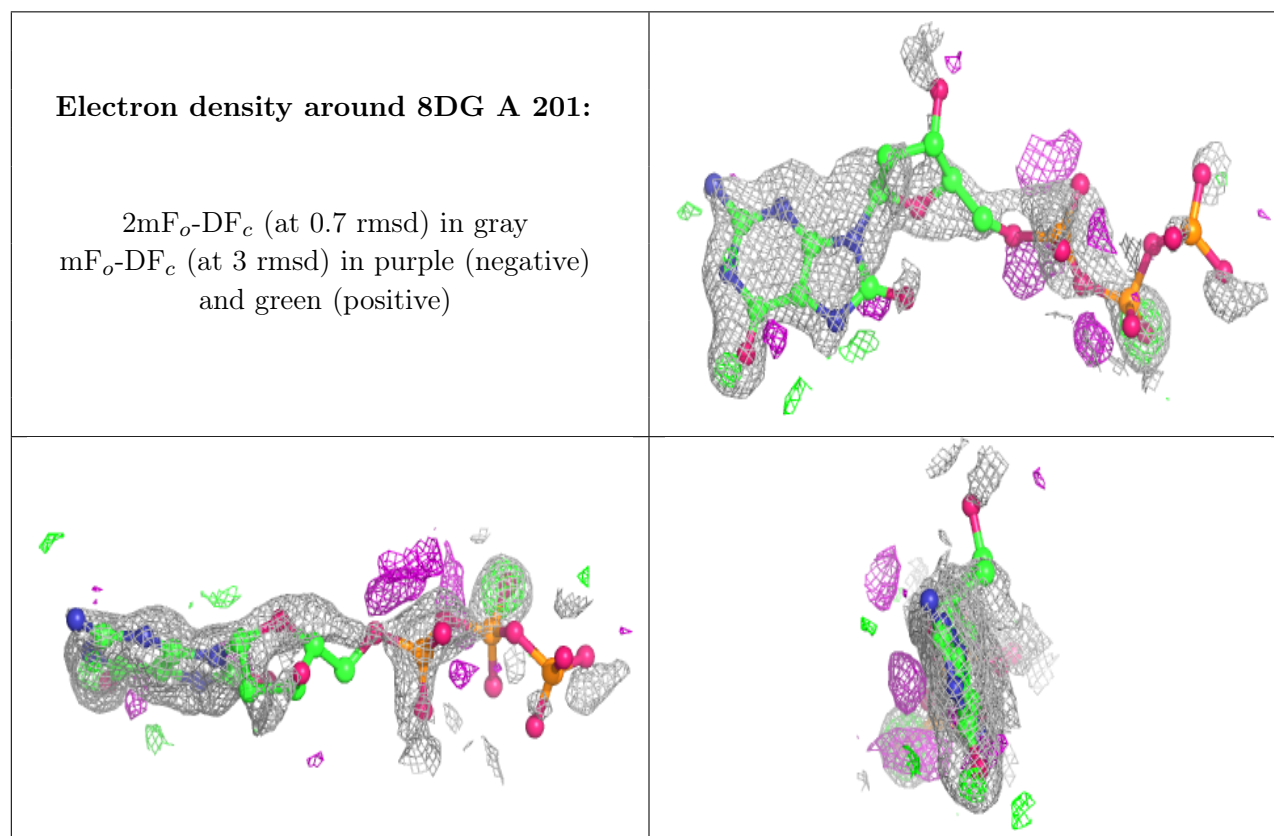 Electron density around 8DG A 201:
2mFo-DFc (at 0.7 rmsd) in gray
mFo-DFc (at 3 rmsd) in purple (negative)
and green (positive)